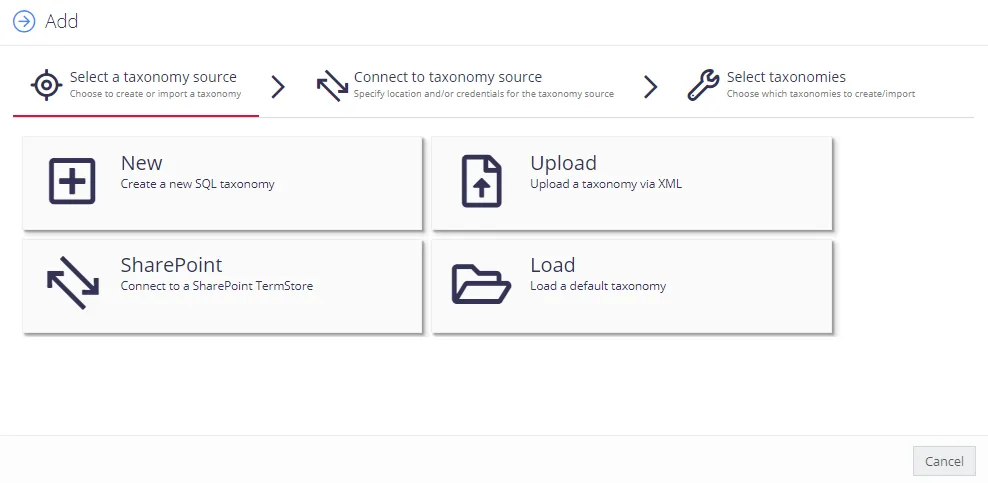 Add
Select a taxonomy source
Choose to create or import a taxonomy
Connect to taxonomy source
Specify location and/or credentials for the taxonomy source
Select taxonomies
Choose which taxonomies to create/import
New
Create a new SQL taxonomy
Upload
Upload a taxonomy via XML
SharePoint
Connect to a SharePoint TermStore
Load
Load a default taxonomy
Cancel